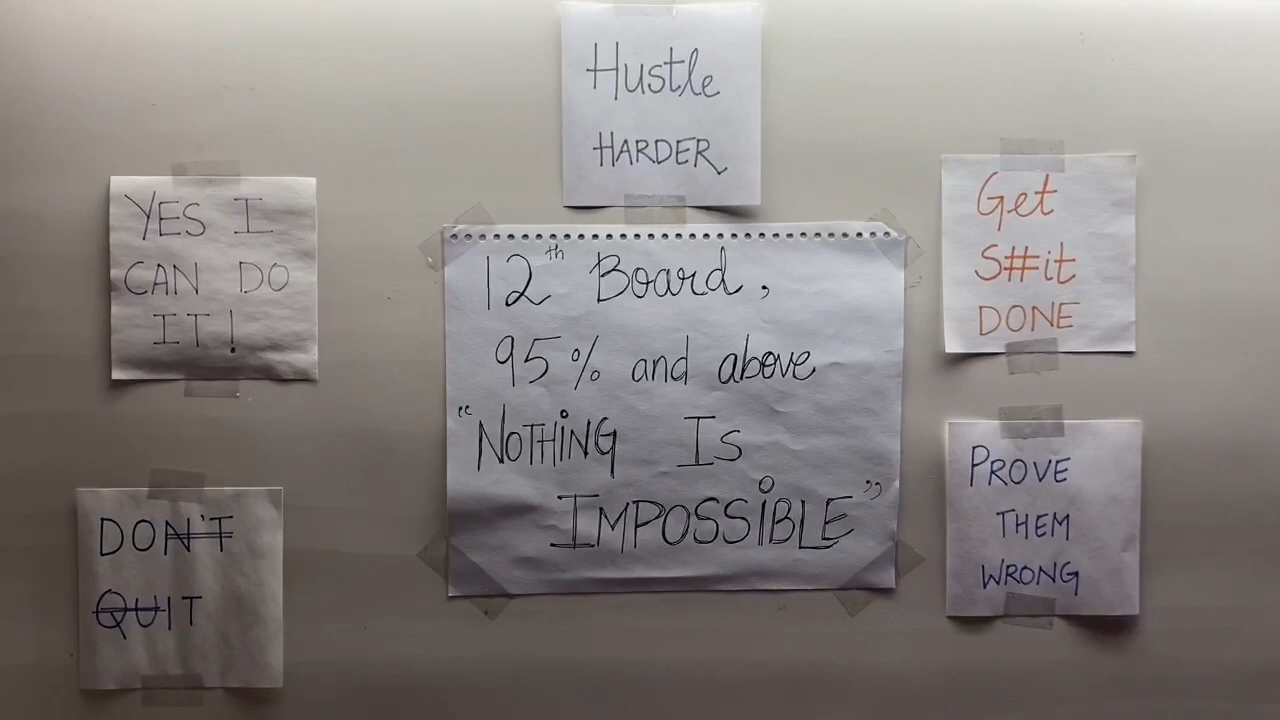 Hustle
HARDER
YES I
CAN DO
IT!
12th Board,
95% and above
"NOTHING IS
IMPOSSIBLE"
Get
S#it
DONE
DON'T
QUIT
PROVE
THEM
WRONG